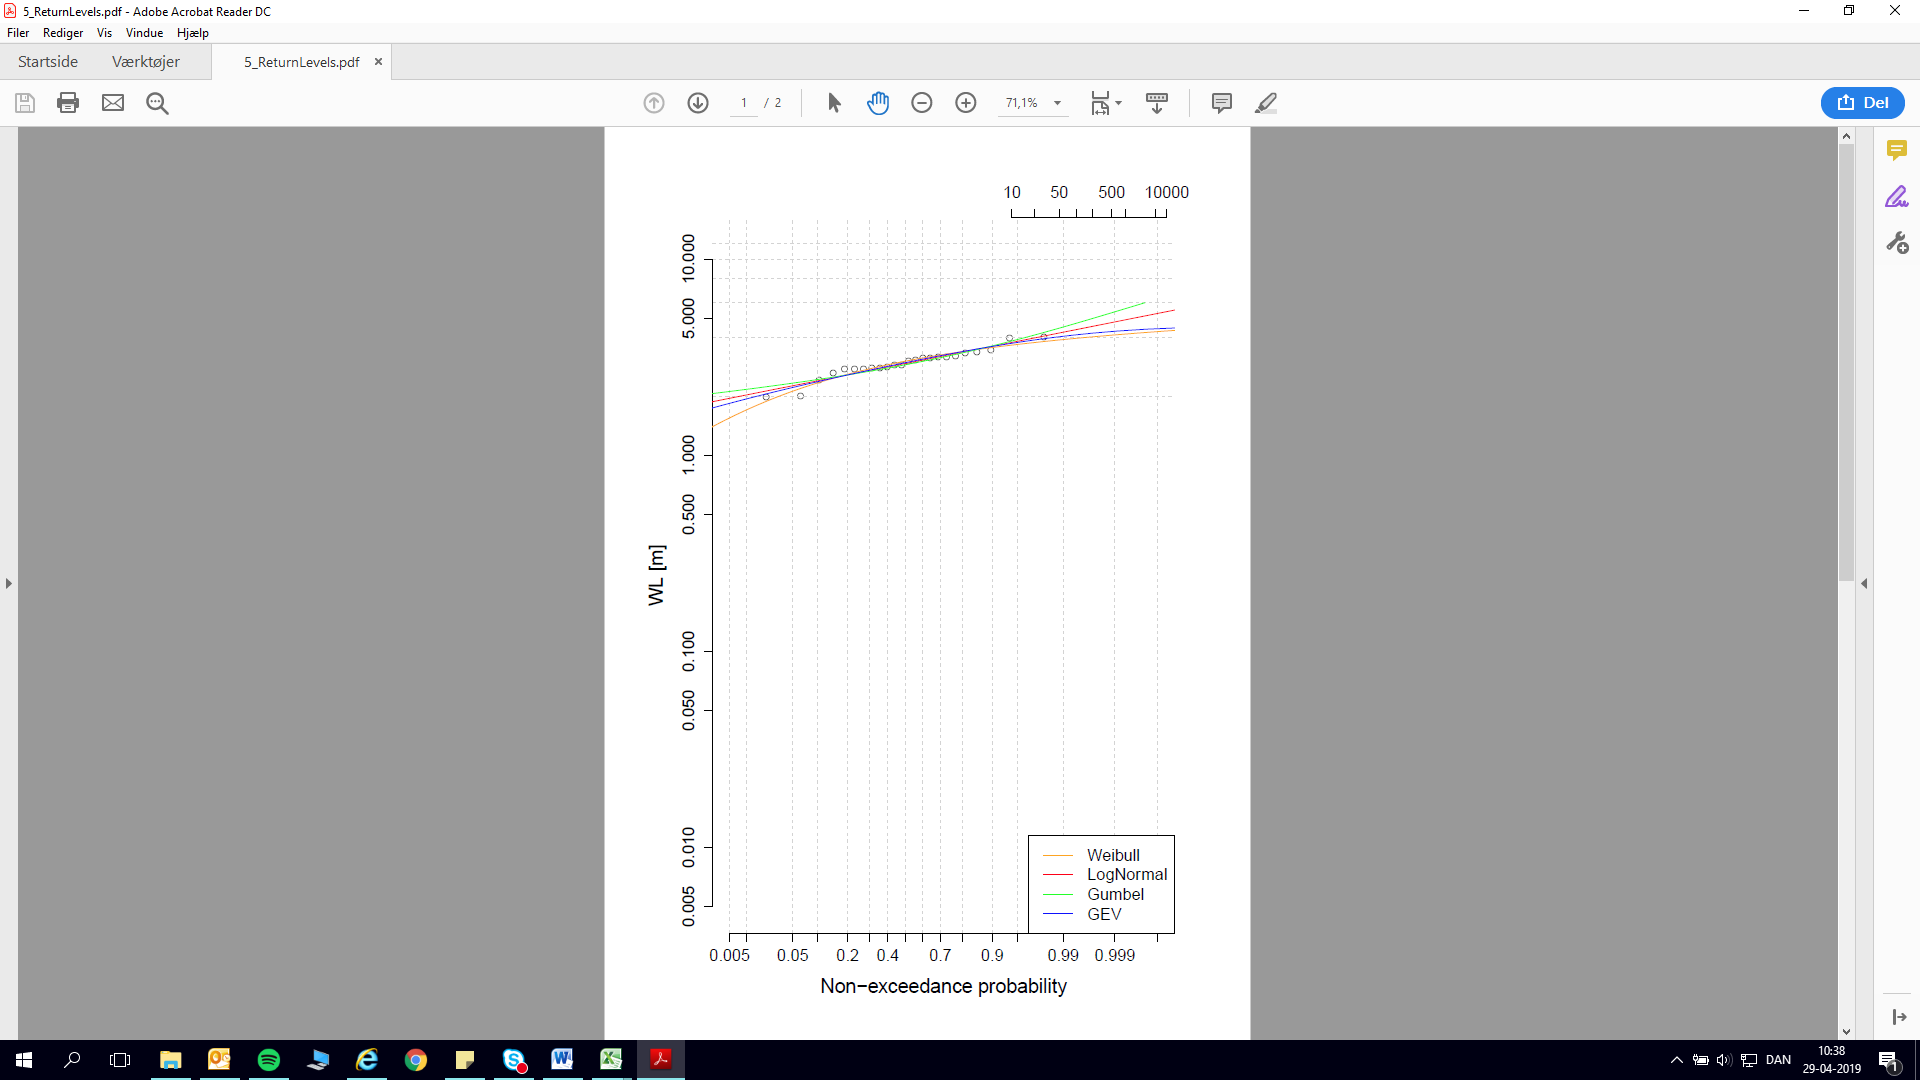 5_ReturnLevels.pdf - Adobe Acrobat Reader DC
Filer Rediger Vis Vindue Hjælp
Startside Værktøjer 5_ReturnLevels.pdf ×
1 / 2 71,1% Del
10 50 500 10000
10.000
5.000
1.000
0.500
0.100
0.050
0.010
0.005
WL [m]
Weibull
LogNormal
Gumbel
GEV
0.005 0.05 0.2 0.4 0.7 0.9 0.99 0.999
Non−exceedance probability
DAN 10:38
29-04-2019
1